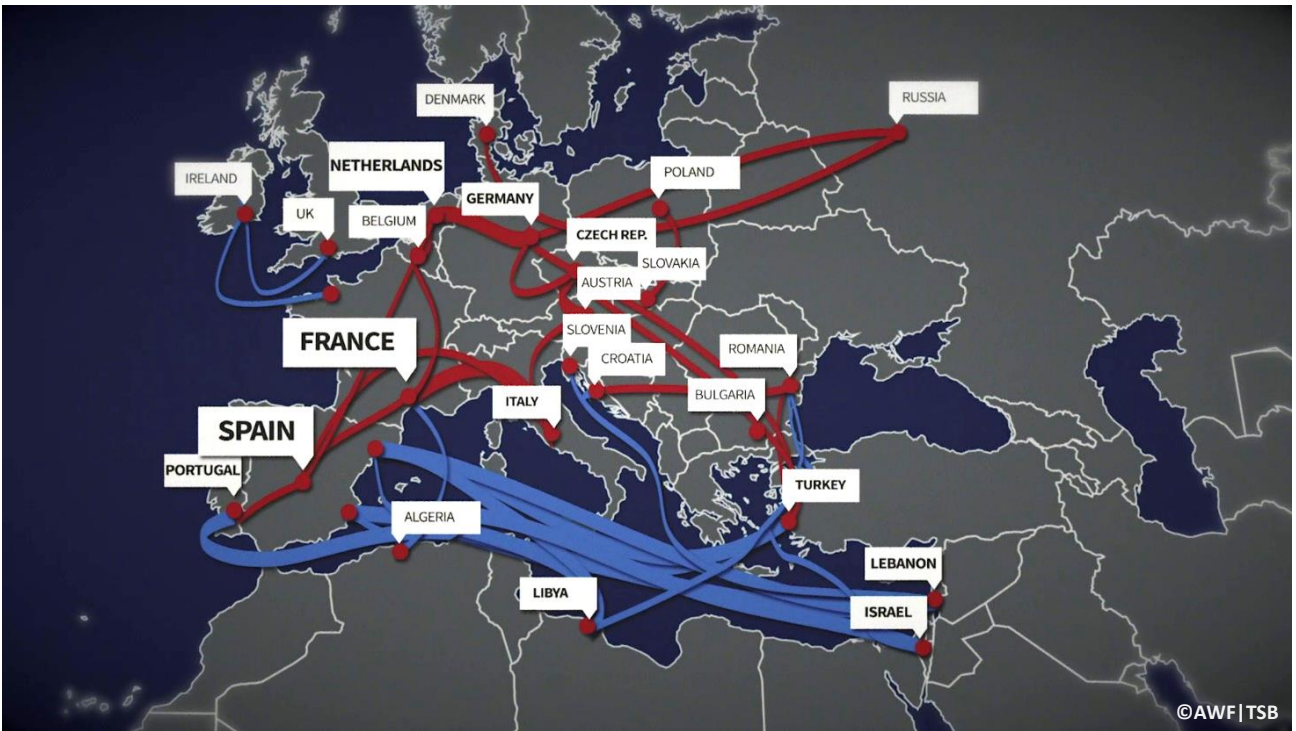 RUSSIA
DENMARK
NETHERLANDS
POLAND
IRELAND
GERMANY
UK
BELGIUM
CZECH REP.
SLOVAKIA
AUSTRIA
FRANCE
SLOVENIA
CROATIA
ROMANIA
BULGARIA
ITALY
SPAIN
PORTUGAL
TURKEY
ALGERIA
LEBANON
LIBYA
ISRAEL
©AWF|TSB